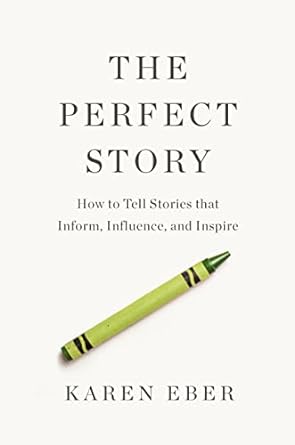 THE
PERFECT
STORY
How to Tell Stories that
Inform, Influence, and Inspire
KAREN EBER